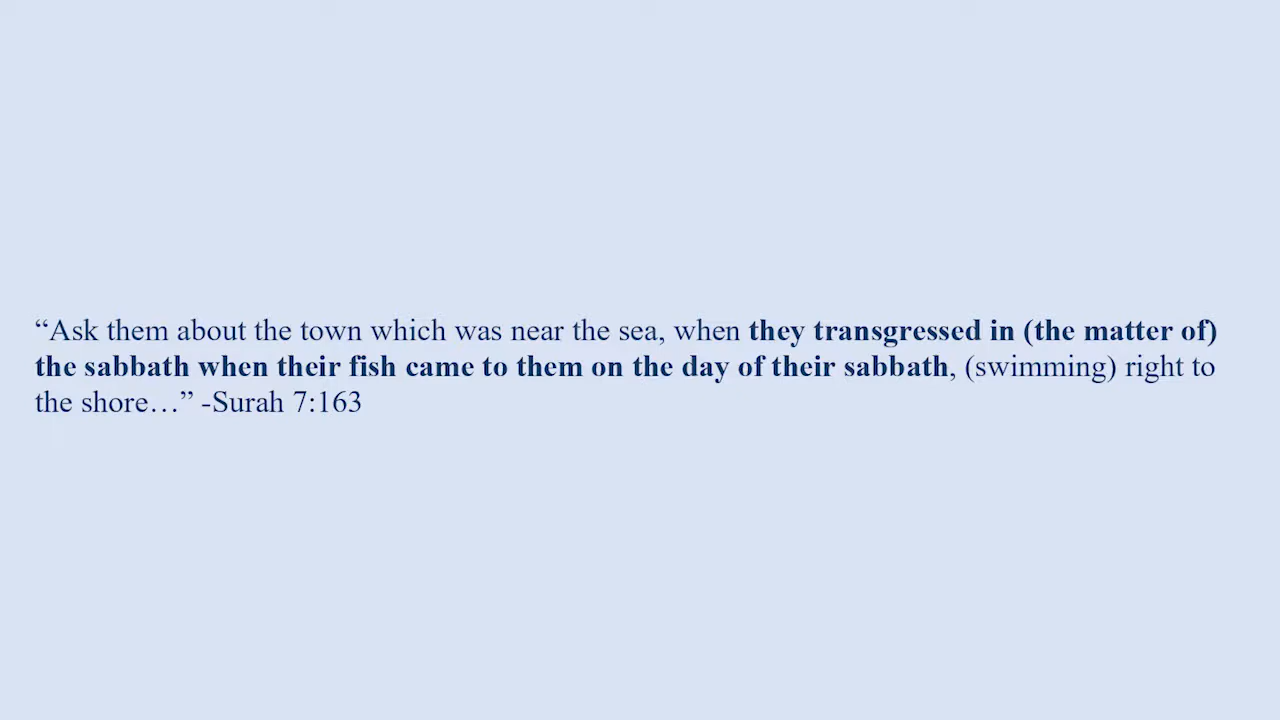 “Ask them about the town which was near the sea, when they transgressed in (the matter of)
the sabbath when their fish came to them on the day of their sabbath, (swimming) right to
the shore…” -Surah 7:163